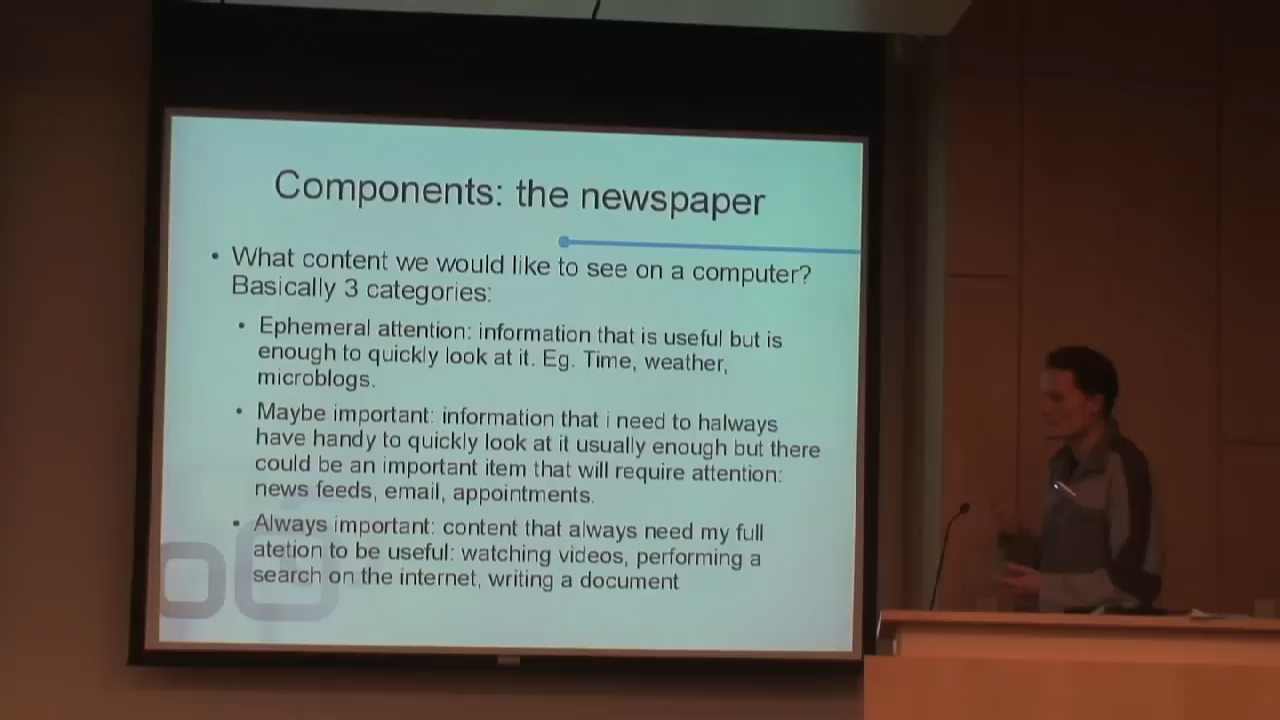 Components: the newspaper
• What content we would like to see on a computer?
Basically 3 categories:
• Ephemeral attention: information that is useful but is
enough to quickly look at it. Eg. Time, weather,
microblogs.
• Maybe important: information that i need to halways
have handy to quickly look at it usually enough but there
could be an important item that will require attention:
news feeds, email, appointments.
• Always important: content that always need my full
atetion to be useful: watching videos, performing a
search on the internet, writing a document